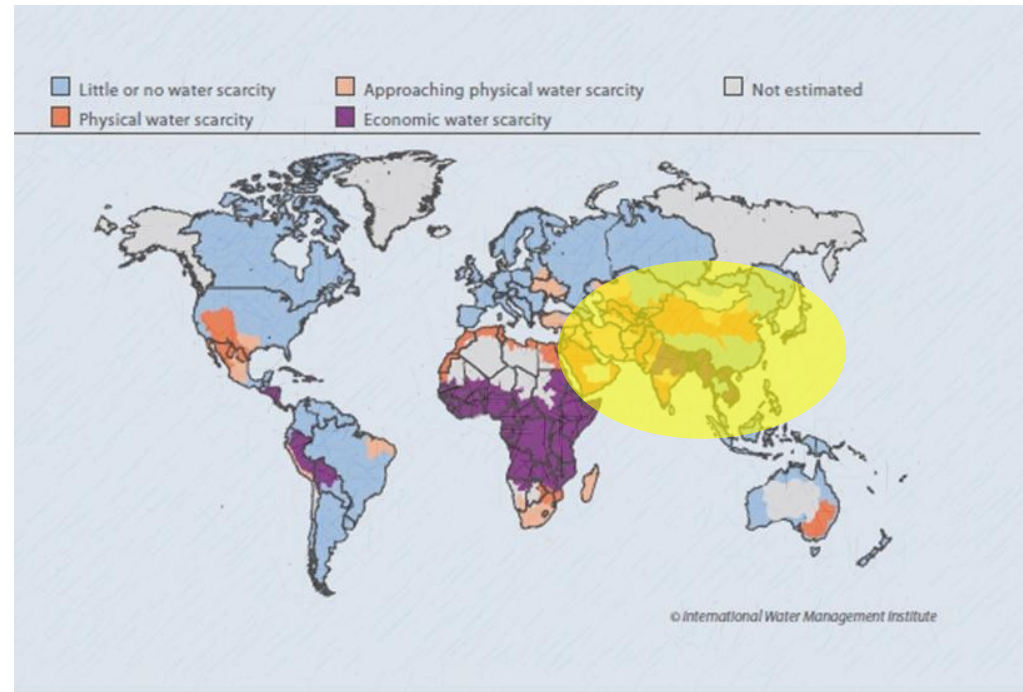 Little or no water scarcity
Approaching physical water scarcity
Not estimated
Physical water scarcity
Economic water scarcity
© International Water Management Institute